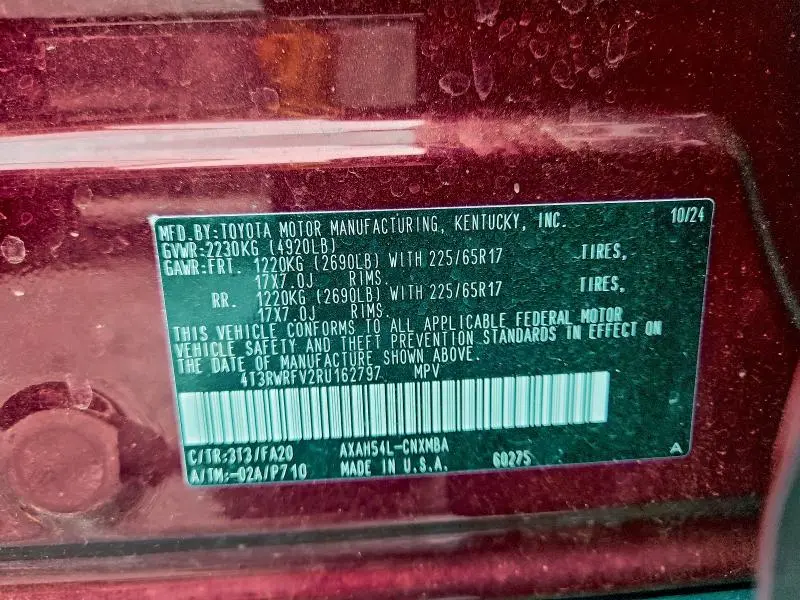 MFD.BY:TOYOTA MOTOR MANUFACTURING, KENTUCKY, INC. 10/24
GVWR:2230KG (4920LB)
GAWR:FRT. 1220KG (2690LB) WITH 225/65R17 TIRES,
17X7.0J RIMS.
RR. 1220KG (2690LB) WITH 225/65R17 TIRES,
17X7.0J RIMS.
THIS VEHICLE CONFORMS TO ALL APPLICABLE FEDERAL MOTOR
VEHICLE SAFETY AND THEFT PREVENTION STANDARDS IN EFFECT ON
THE DATE OF MANUFACTURE SHOWN ABOVE.
4T3RWRFV2RU162797 MPV
C/TR:3T3/FA20 AXAH54L-CNXMBA A
A/TM:-02A/P710 MADE IN U.S.A. 60275